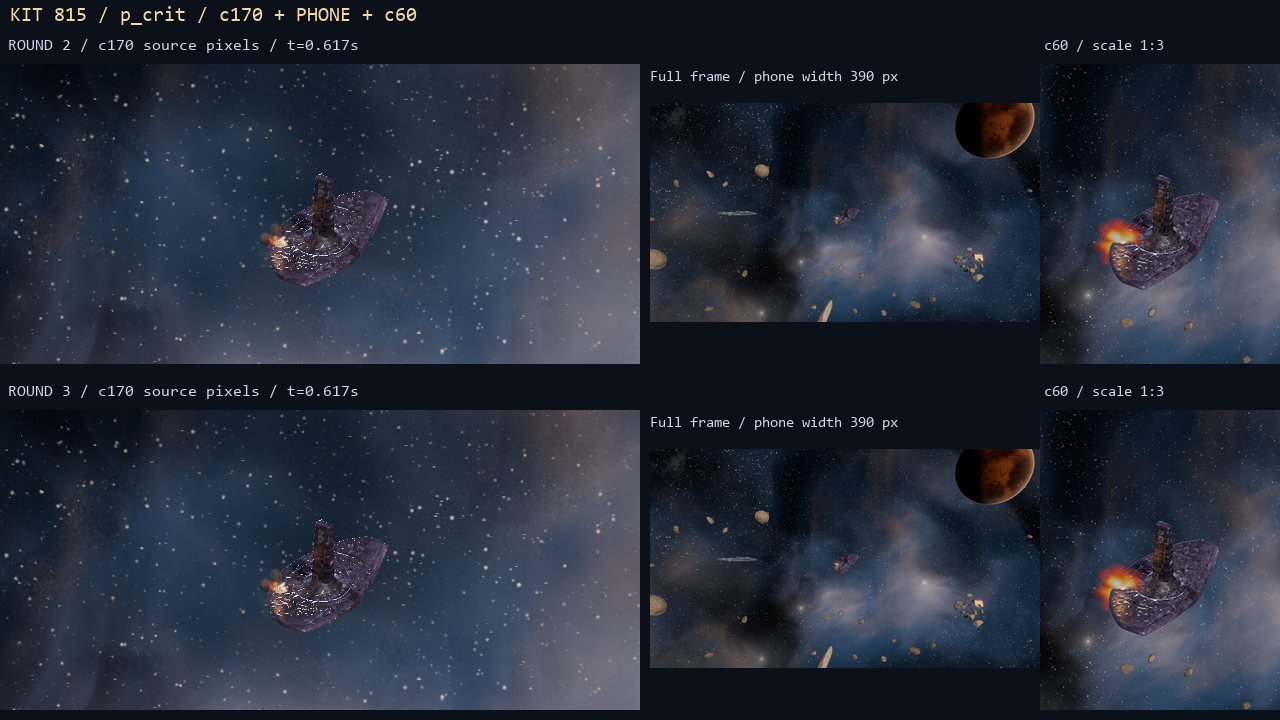 KIT 815 / p_crit / c170 + PHONE + c60
ROUND 2 / c170 source pixels / t=0.617s
c60 / scale 1:3
Full frame / phone width 390 px
ROUND 3 / c170 source pixels / t=0.617s
c60 / scale 1:3
Full frame / phone width 390 px